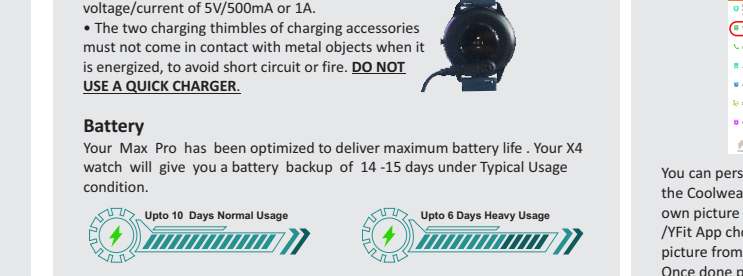 voltage/current of 5V/500mA or 1A.
• The two charging thimbles of charging accessories
must not come in contact with metal objects when it
is energized, to avoid short circuit or fire. DO NOT
USE A QUICK CHARGER.
Battery
Your Max Pro has been optimized to deliver maximum battery life . Your X4
watch will give you a battery backup of 14 -15 days under Typical Usage
condition.
Upto 10 Days Normal Usage
Upto 6 Days Heavy Usage
You can pers
the Coolwea
own picture
/YFit App cho
picture from
Once done p